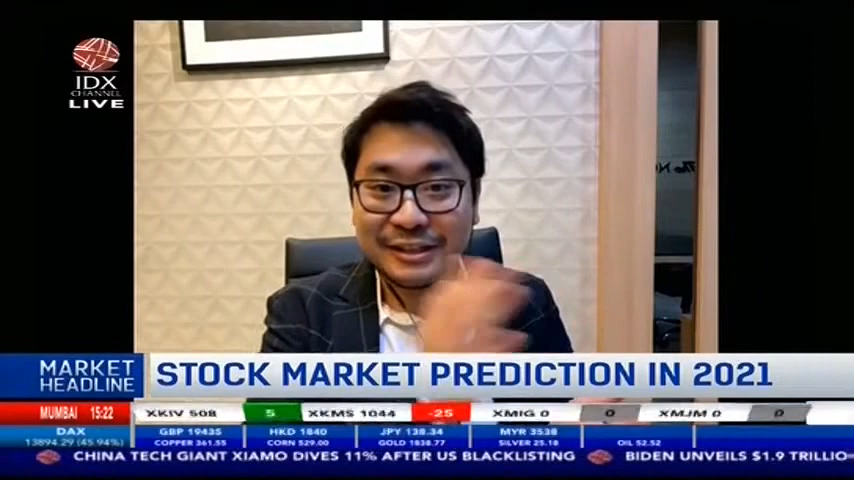 IDX
CHANNEL
LIVE
MARKET
HEADLINE
STOCK MARKET PREDICTION IN 2021
MUMBAI 15:22
XKIV 508 5 XKMS 1044 -25 XMIG 0 0 XMJM 0 0
DAX
13894.29 (45.94%)
GBP 19435 HKD 1840 JPY 138.34 MYR 3538
COPPER 361.55 CORN 529.00 GOLD 1838.77 SILVER 25.18 OIL 52.52
CHINA TECH GIANT XIAMO DIVES 11% AFTER US BLACKLISTING BIDEN UNVEILS $1.9 TRILLIO